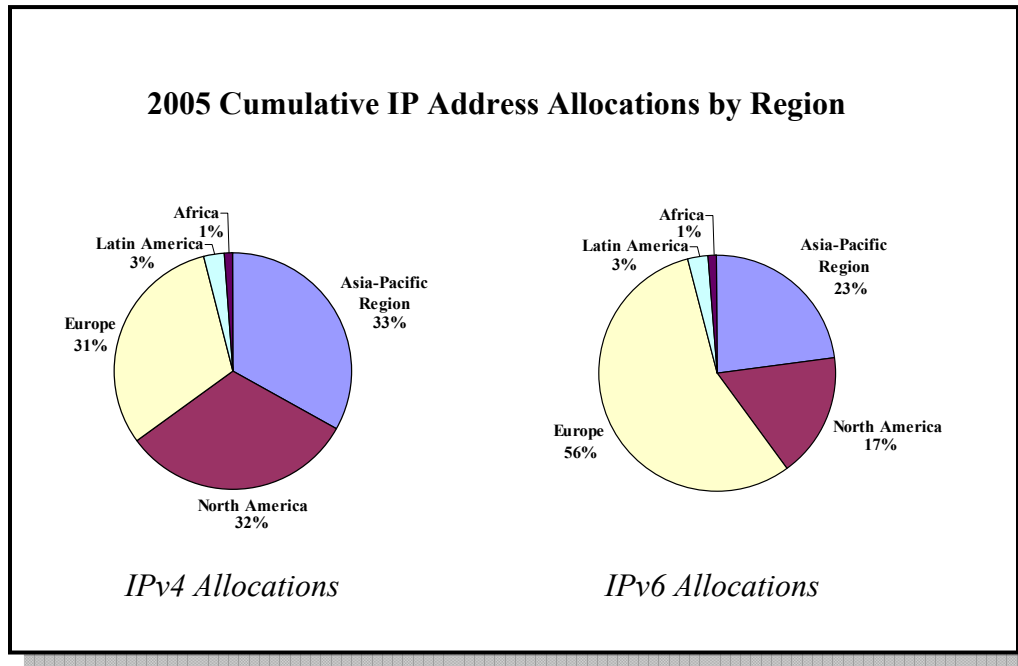 2005 Cumulative IP Address Allocations by Region
Africa
1%
Latin America
3%
Asia-Pacific
Region
33%
Europe
31%
North America
32%
IPv4 Allocations
Africa
1%
Latin America
3%
Asia-Pacific
Region
23%
Europe
56%
North America
17%
IPv6 Allocations